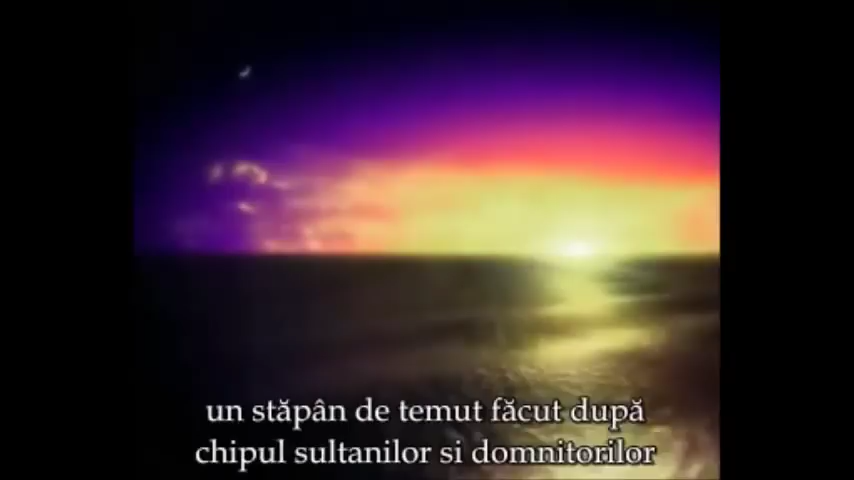 un stăpân de temut făcut după
chipul sultanilor si domnitorilor